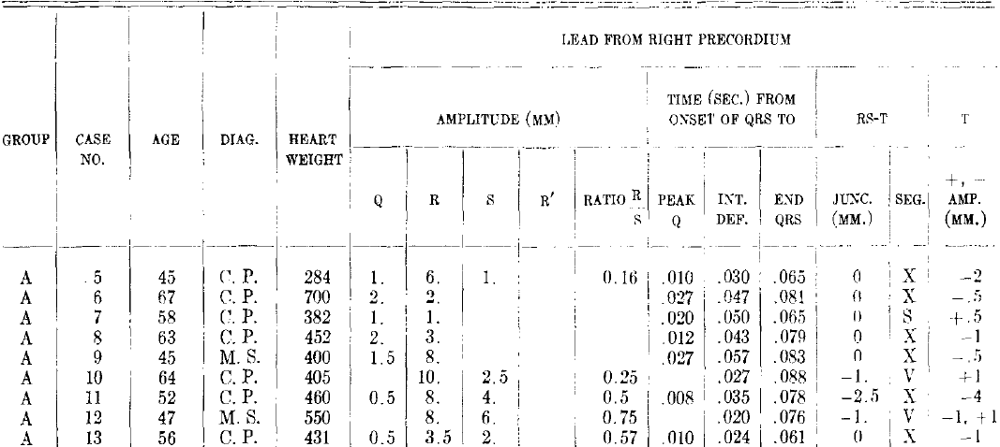 LEAD FROM RIGHT PRECORDIUM
TIME (SEC.) FROM
AMPLITUDE (MM) ONSET OF QRS TO RS-T T
GROUP CASE AGE DIAG. HEART
NO. WEIGHT
+, −
Q R S R′ RATIO R/S PEAK INT. END JUNC. SEG. AMP.
Q DEF. QRS (MM.) (MM.)
A 5 45 C. P. 284 1. 6. 1. 0.16 .010 .030 .065 0 X −2
A 6 67 C. P. 700 2. 2. .027 .047 .081 0 X −.5
A 7 58 C. P. 382 1. 1. .020 .050 .065 0 S +.5
A 8 63 C. P. 452 2. 3. .012 .043 .079 0 X −1
A 9 45 M. S. 400 1.5 8. .027 .057 .083 0 X −.5
A 10 64 C. P. 405 10. 2.5 0.25 .027 .088 −1. V +1
A 11 52 C. P. 460 0.5 8. 4. 0.5 .008 .035 .078 −2.5 X −4
A 12 47 M. S. 550 8. 6. 0.75 .020 .076 −1. V −1, +1
A 13 56 C. P. 431 0.5 3.5 2. 0.57 .010 .024 .061 0 X −1